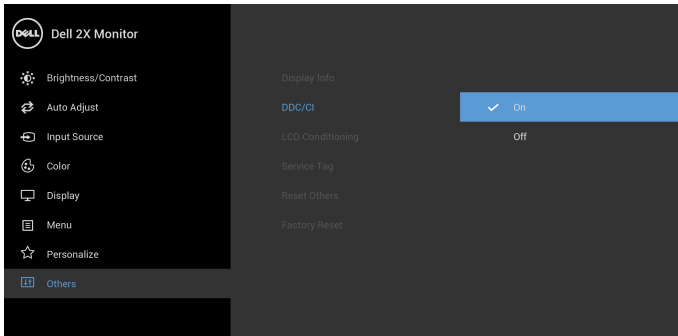 DELL Dell 2X Monitor
Brightness/Contrast Display Info
Auto Adjust DDC/CI On
Input Source LCD Conditioning Off
Color Service Tag
Display Reset Others
Menu Factory Reset
Personalize
Others